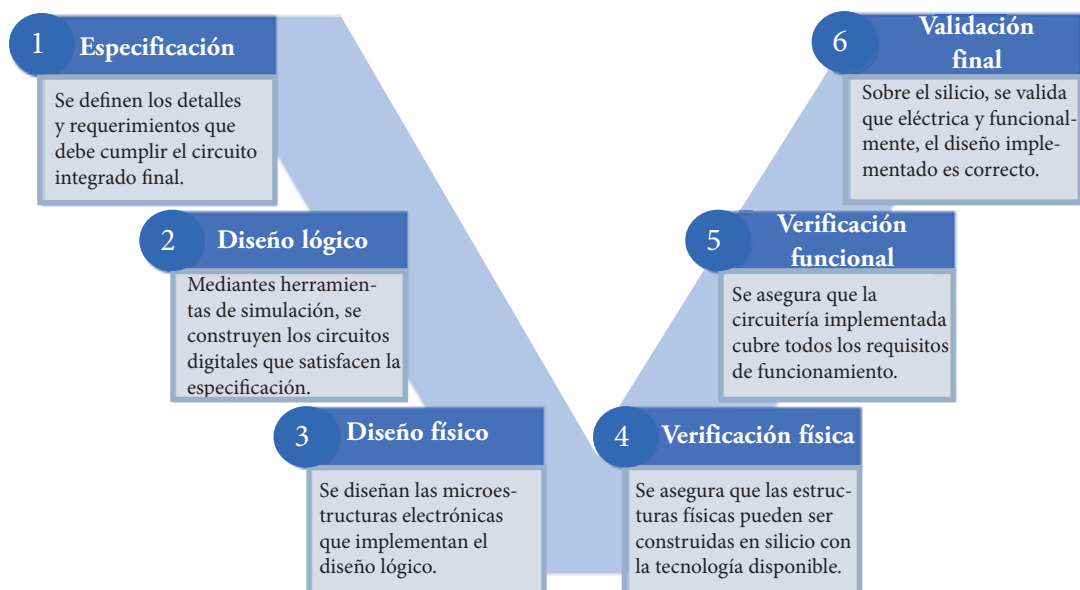 1
Especificación
Se definen los detalles
y requerimientos que
debe cumplir el circuito
integrado final.
2
Diseño lógico
Mediantes herramien-
tas de simulación, se
construyen los circuitos
digitales que satisfacen la
especificación.
3
Diseño físico
Se diseñan las microes-
tructuras electrónicas
que implementan el
diseño lógico.
4
Verificación física
Se asegura que las estruc-
turas físicas pueden ser
construidas en silicio con
la tecnología disponible.
5
Verificación
funcional
Se asegura que la
circuitería implementada
cubre todos los requisitos
de funcionamiento.
6
Validación
final
Sobre el silicio, se valida
que eléctrica y funcional-
mente, el diseño imple-
mentado es correcto.